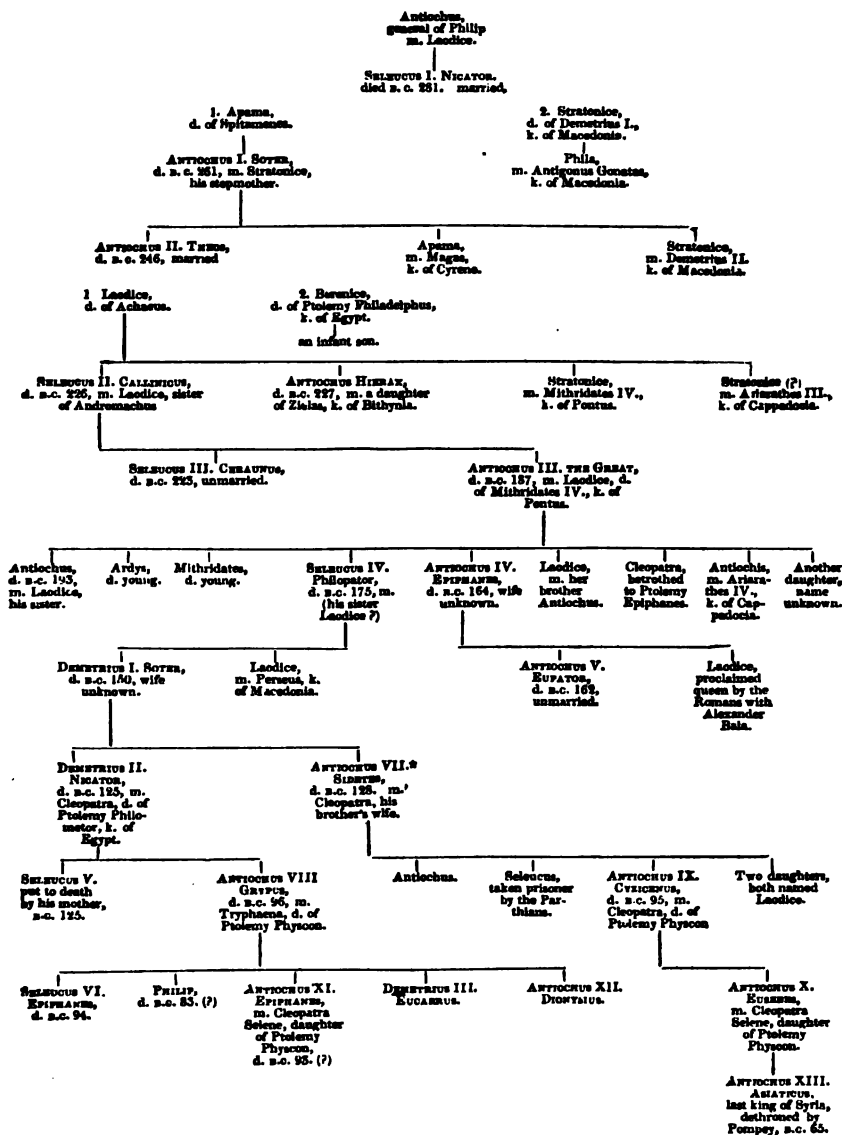 Antiochus,
general of Philip
m. Laodice.
SELEUCUS I. NICATOR.
died B.C. 281. married,
1. Apama,
d. of Spitamenes.
2. Stratonice,
d. of Demetrius I.,
k. of Macedonia.
ANTIOCHUS I. SOTER,
d. B.C. 261, m. Stratonice,
his stepmother.
Phila,
m. Antigonus Gonatas,
k. of Macedonia.
ANTIOCHUS II. THEOS,
d. B.C. 246, married
Apama,
m. Magas,
k. of Cyrene.
Stratonice,
m. Demetrius II.
k. of Macedonia.
1 Laodice,
d. of Achaeus.
2. Berenice,
d. of Ptolemy Philadelphus,
k. of Egypt.
an infant son.
SELEUCUS II. CALLINICUS,
d. B.C. 226, m. Laodice, sister
of Andromachus
ANTIOCHUS HIERAX,
d. B.C. 227, m. a daughter
of Zielas, k. of Bithynia.
Stratonice,
m. Mithridates IV.,
k. of Pontus.
Stratonice (?)
m. Ariarathes III.,
k. of Cappadocia.
SELEUCUS III. CERAUNUS,
d. B.C. 223, unmarried.
ANTIOCHUS III. THE GREAT,
d. B.C. 187, m. Laodice, d.
of Mithridates IV., k. of
Pontus.
Antiochus,
d. B.C. 193,
m. Laodice,
his sister.
Ardys,
d. young.
Mithridates,
d. young.
SELEUCUS IV.
Philopator,
d. B.C. 175, m.
(his sister
Laodice ?)
ANTIOCHUS IV.
EPIPHANES,
d. B.C. 164, wife
unknown.
Laodice,
m. her
brother
Antiochus.
Cleopatra,
betrothed
to Ptolemy
Epiphanes.
Antiochis,
m. Ariara-
thes IV.,
k. of Cap-
padocia.
Another
daughter,
name
unknown.
DEMETRIUS I. SOTER,
d. B.C. 150, wife
unknown.
Laodice,
m. Perseus, k.
of Macedonia.
ANTIOCHUS V.
EUPATOR,
d. B.C. 162,
unmarried.
Laodice,
proclaimed
queen by the
Romans with
Alexander
Bala.
DEMETRIUS II.
NICATOR,
d. B.C. 125, m.
Cleopatra, d. of
Ptolemy Philo-
metor, k. of
Egypt.
ANTIOCHUS VII.*
SIDETES,
d. B.C. 128. m.
Cleopatra, his
brother's wife.
SELEUCUS V.
put to death
by his mother,
B.C. 125.
ANTIOCHUS VIII
GRYPUS,
d. B.C. 96, m.
Tryphaena, d. of
Ptolemy Physcon.
Antiochus.
Seleucus,
taken prisoner
by the Par-
thians.
ANTIOCHUS IX.
CYZICENUS,
d. B.C. 95, m.
Cleopatra, d. of
Ptolemy Physcon
Two daughters,
both named
Laodice.
SELEUCUS VI.
EPIPHANES,
d. B.C. 94.
PHILIP,
d. B.C. 83. (?)
ANTIOCHUS XI.
EPIPHANES,
m. Cleopatra
Selene, daughter
of Ptolemy
Physcon,
d. B.C. 93. (?)
DEMETRIUS III.
EUCAERUS.
ANTIOCHUS XII.
DIONYSUS.
ANTIOCHUS X.
EUSEBES,
m. Cleopatra
Selene, daughter
of Ptolemy
Physcon.
ANTIOCHUS XIII.
ASIATICUS,
last king of Syria,
dethroned by
Pompey, B.C. 65.